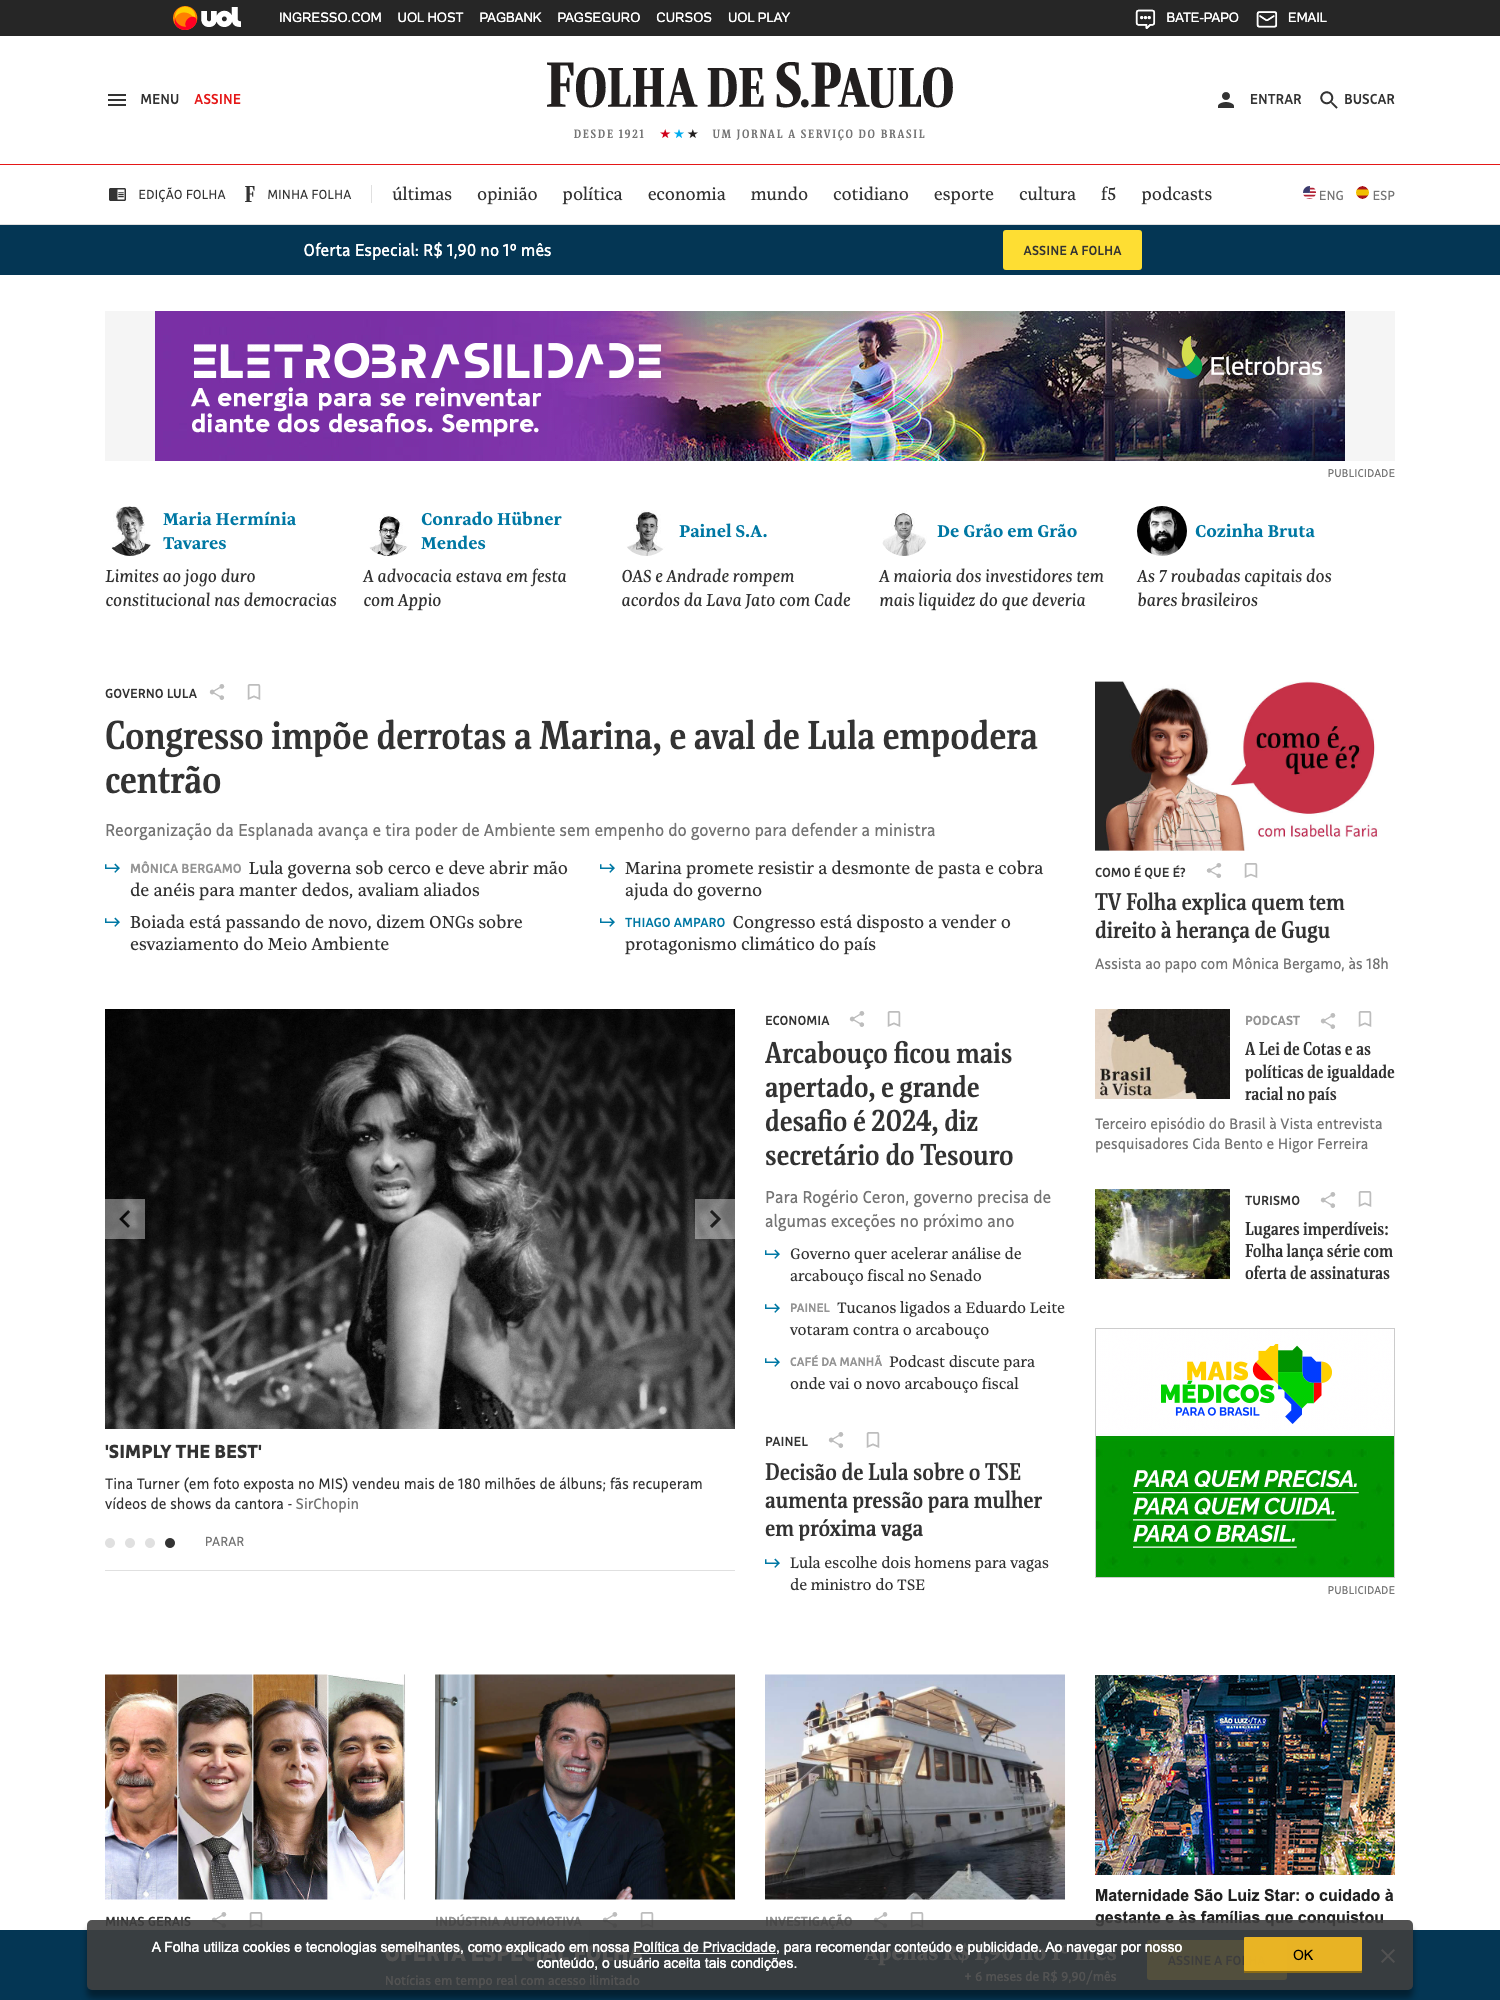 uol INGRESSO.COM UOL HOST PAGBANK PAGSEGURO CURSOS UOL PLAY BATE-PAPO EMAIL
MENU ASSINE FOLHA DE S.PAULO ENTRAR BUSCAR
DESDE 1921 ★★★ UM JORNAL A SERVIÇO DO BRASIL
EDIÇÃO FOLHA F MINHA FOLHA últimas opinião política economia mundo cotidiano esporte cultura f5 podcasts ENG ESP
Oferta Especial: R$ 1,90 no 1º mês ASSINE A FOLHA
ELETROBRASILIDADE
A energia para se reinventar
diante dos desafios. Sempre.
Eletrobras
PUBLICIDADE
Maria Hermínia
Tavares
Limites ao jogo duro
constitucional nas democracias
Conrado Hübner
Mendes
A advocacia estava em festa
com Appio
Painel S.A.
OAS e Andrade rompem
acordos da Lava Jato com Cade
De Grão em Grão
A maioria dos investidores tem
mais liquidez do que deveria
Cozinha Bruta
As 7 roubadas capitais dos
bares brasileiros
GOVERNO LULA
Congresso impõe derrotas a Marina, e aval de Lula empodera
centrão
Reorganização da Esplanada avança e tira poder de Ambiente sem empenho do governo para defender a ministra
MÔNICA BERGAMO Lula governa sob cerco e deve abrir mão
de anéis para manter dedos, avaliam aliados
Boiada está passando de novo, dizem ONGs sobre
esvaziamento do Meio Ambiente
Marina promete resistir a desmonte de pasta e cobra
ajuda do governo
THIAGO AMPARO Congresso está disposto a vender o
protagonismo climático do país
como é
que é?
com Isabella Faria
COMO É QUE É?
TV Folha explica quem tem
direito à herança de Gugu
Assista ao papo com Mônica Bergamo, às 18h
'SIMPLY THE BEST'
Tina Turner (em foto exposta no MIS) vendeu mais de 180 milhões de álbuns; fãs recuperam
vídeos de shows da cantora - SirChopin
PARAR
ECONOMIA
Arcabouço ficou mais
apertado, e grande
desafio é 2024, diz
secretário do Tesouro
Para Rogério Ceron, governo precisa de
algumas exceções no próximo ano
Governo quer acelerar análise de
arcabouço fiscal no Senado
PAINEL Tucanos ligados a Eduardo Leite
votaram contra o arcabouço
CAFÉ DA MANHÃ Podcast discute para
onde vai o novo arcabouço fiscal
PAINEL
Decisão de Lula sobre o TSE
aumenta pressão para mulher
em próxima vaga
Lula escolhe dois homens para vagas
de ministro do TSE
Brasil
à Vista
PODCAST
A Lei de Cotas e as
políticas de igualdade
racial no país
Terceiro episódio do Brasil à Vista entrevista
pesquisadores Cida Bento e Higor Ferreira
TURISMO
Lugares imperdíveis:
Folha lança série com
oferta de assinaturas
MAIS
MÉDICOS
PARA O BRASIL
PARA QUEM PRECISA.
PARA QUEM CUIDA.
PARA O BRASIL.
PUBLICIDADE
MINAS GERAIS
INDÚSTRIA AUTOMOTIVA
INVESTIGAÇÃO
SÃO LUIZ STAR
MATERNIDADE
Maternidade São Luiz Star: o cuidado à
gestante e às famílias que conquistou
A Folha utiliza cookies e tecnologias semelhantes, como explicado em nossa Política de Privacidade, para recomendar conteúdo e publicidade. Ao navegar por nosso
conteúdo, o usuário aceita tais condições.
OK
Apenas R$ 1,90 no 1º mês
Notícias em tempo real com acesso ilimitado
+ 6 meses de R$ 9,90/mês
ASSINE A FO